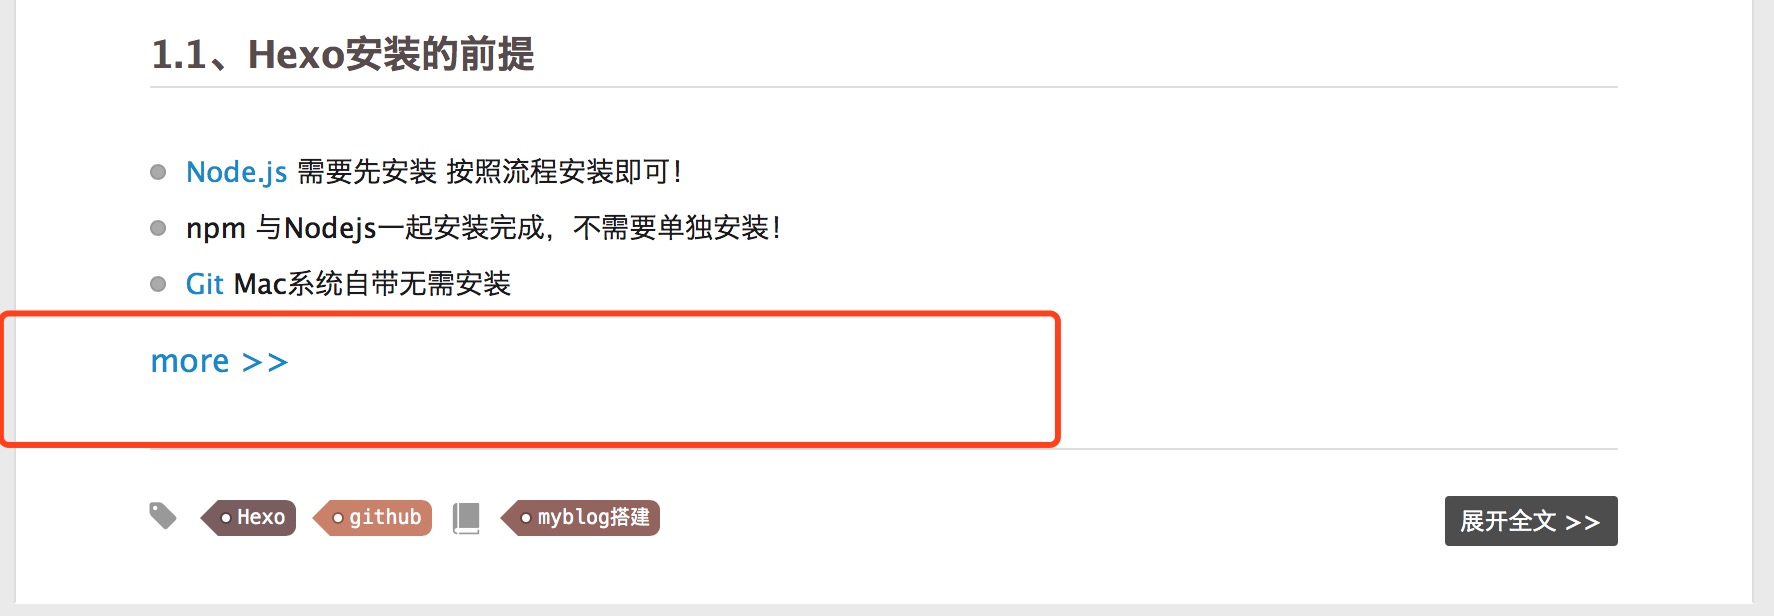 1.1、Hexo安装的前提
Node.js 需要先安装 按照流程安装即可！
npm 与Nodejs一起安装完成，不需要单独安装！
Git Mac系统自带无需安装
more >>
Hexo github myblog搭建 展开全文 >>